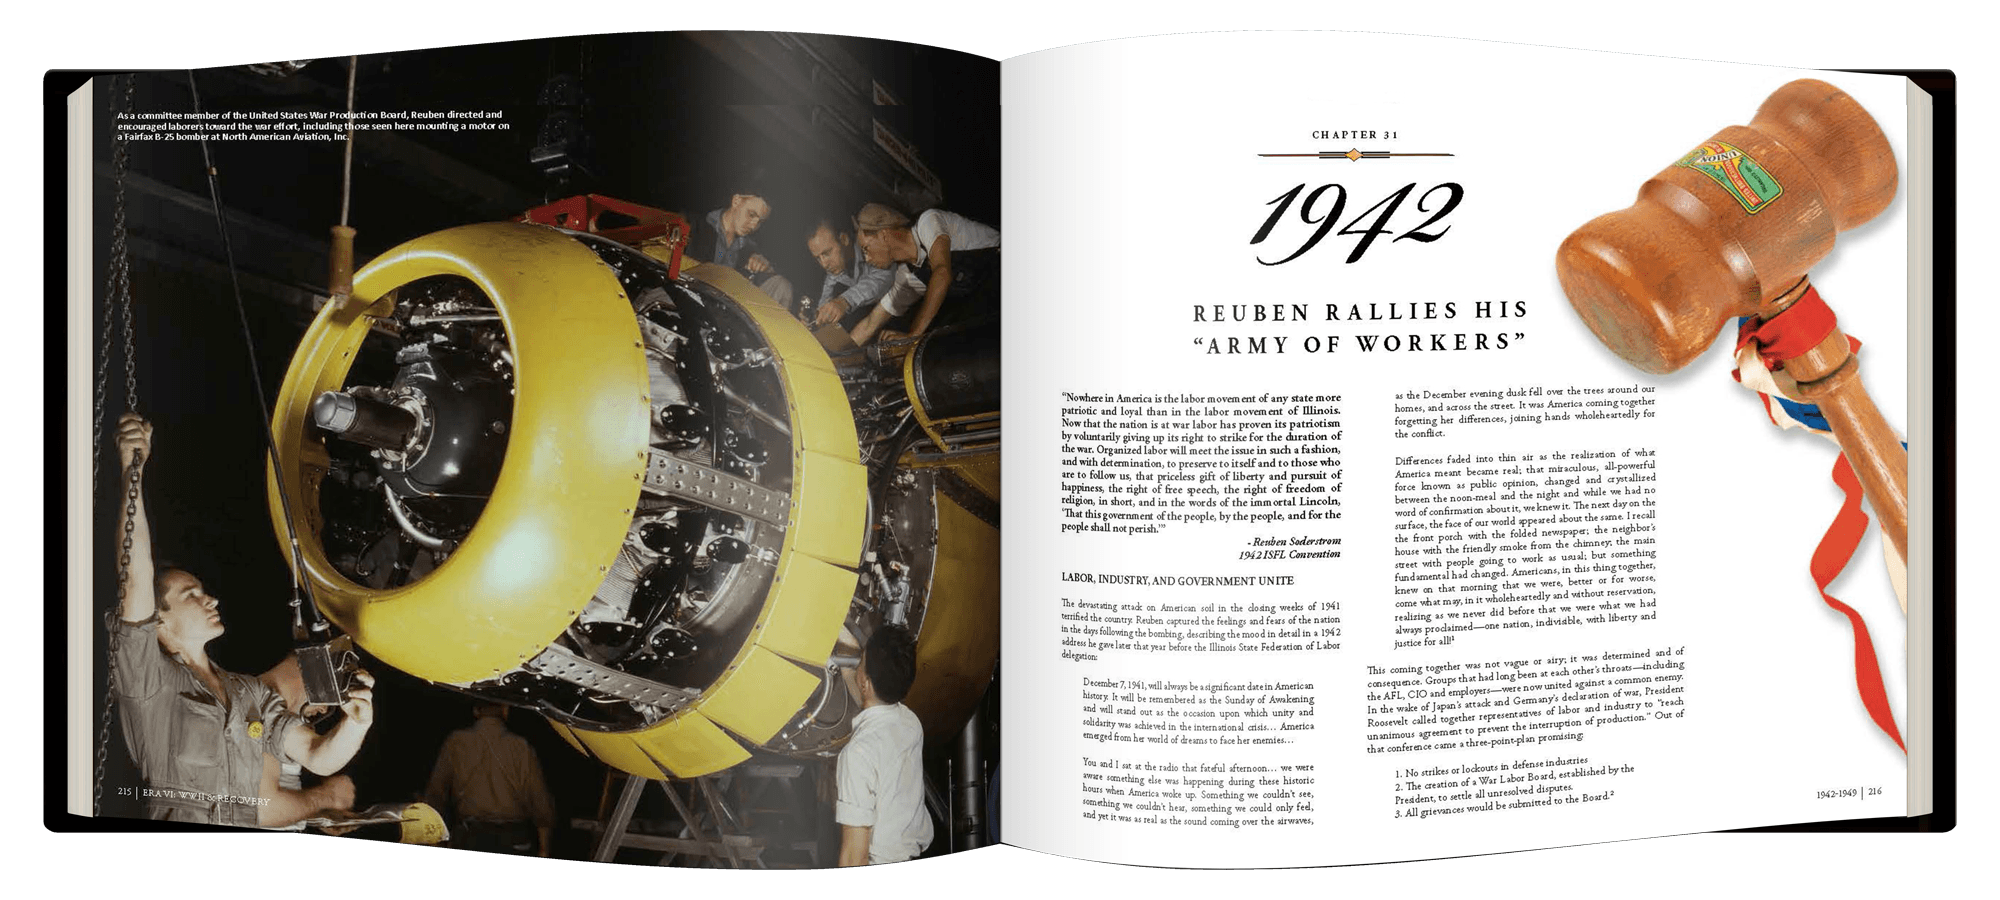 As a committee member of the United States War Production Board, Reuben directed and
encouraged laborers toward the war effort, including those seen here mounting a motor on
a Fairfax B-25 bomber at North American Aviation, Inc.
215 | ERA VI: WWII & RECOVERY
CHAPTER 31
1942
REUBEN RALLIES HIS
“ARMY OF WORKERS”
“Nowhere in America is the labor movement of any state more
patriotic and loyal than in the labor movement of Illinois.
Now that the nation is at war labor has proven its patriotism
by voluntarily giving up its right to strike for the duration of
the war. Organized labor will meet the issue in such a fashion,
and with determination, to preserve to itself and to those who
are to follow us, that priceless gift of liberty and pursuit of
happiness, the right of free speech, the right of freedom of
religion, in short, and in the words of the immortal Lincoln,
‘That this government of the people, by the people, and for the
people shall not perish.’”
- Reuben Soderstrom
1942 ISFL Convention
LABOR, INDUSTRY, AND GOVERNMENT UNITE
The devastating attack on American soil in the closing weeks of 1941
terrified the country. Reuben captured the feelings and fears of the nation
in the days following the bombing, describing the mood in detail in a 1942
address he gave later that year before the Illinois State Federation of Labor
delegation:
December 7, 1941, will always be a significant date in American
history. It will be remembered as the Sunday of Awakening
and will stand out as the occasion upon which unity and
solidarity was achieved in the international crisis… America
emerged from her world of dreams to face her enemies…
You and I sat at the radio that fateful afternoon… we were
aware something else was happening during these historic
hours when America woke up. Something we couldn’t see,
something we couldn’t hear, something we could only feel,
and yet it was as real as the sound coming over the airwaves,
as the December evening dusk fell over the trees around our
homes, and across the street. It was America coming together
forgetting her differences, joining hands wholeheartedly for
the conflict.
Differences faded into thin air as the realization of what
America meant became real; that miraculous, all-powerful
force known as public opinion, changed and crystallized
between the noon-meal and the night and while we had no
word of confirmation about it, we knew it. The next day on the
surface, the face of our world appeared about the same. I recall
the front porch with the folded newspaper; the neighbor’s
house with the friendly smoke from the chimney; the main
street with people going to work as usual; but something
fundamental had changed. Americans, in this thing together,
knew on that morning that we were, better or for worse,
come what may, in it wholeheartedly and without reservation,
realizing as we never did before that we were what we had
always proclaimed—one nation, indivisible, with liberty and
justice for all!¹
This coming together was not vague or airy; it was determined and of
consequence. Groups that had long been at each other’s throats—including
the AFL, CIO and employers—were now united against a common enemy.
In the wake of Japan’s attack and Germany’s declaration of war, President
Roosevelt called together representatives of labor and industry to “reach
unanimous agreement to prevent the interruption of production.” Out of
that conference came a three-point-plan promising:
1. No strikes or lockouts in defense industries
2. The creation of a War Labor Board, established by the
President, to settle all unresolved disputes.
3. All grievances would be submitted to the Board.²
1942-1949 | 216
UNION